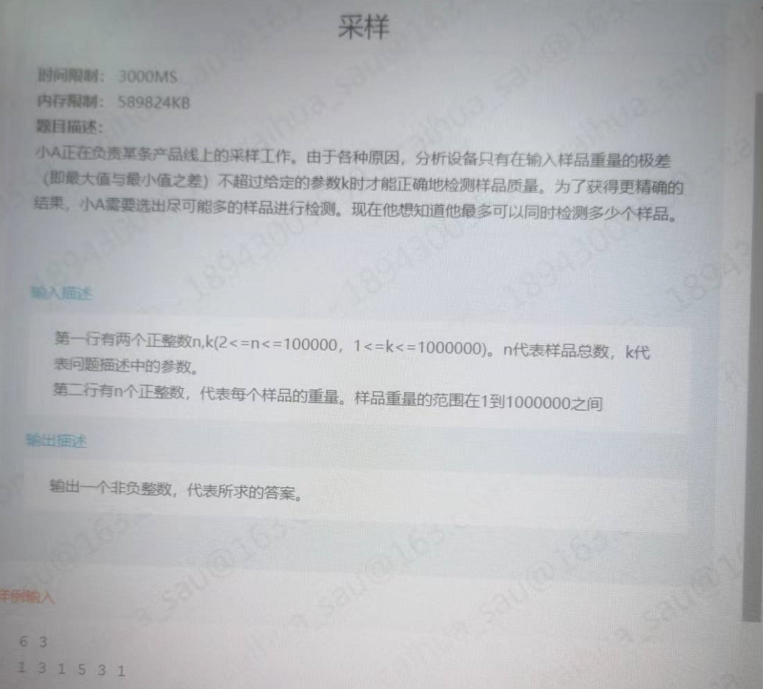 采样
时间限制： 3000MS
内存限制： 589824KB
题目描述：
小A正在负责某条产品线上的采样工作。由于各种原因，分析设备只有在输入样品重量的极差
（即最大值与最小值之差）不超过给定的参数k时才能正确地检测样品质量。为了获得更精确的
结果，小A需要选出尽可能多的样品进行检测。现在他想知道他最多可以同时检测多少个样品。
输入描述
第一行有两个正整数n,k(2<=n<=100000，1<=k<=1000000)。n代表样品总数，k代
表问题描述中的参数。
第二行有n个正整数，代表每个样品的重量。样品重量的范围在1到1000000之间
输出描述
输出一个非负整数，代表所求的答案。
样例输入
6 3
1 3 1 5 3 1